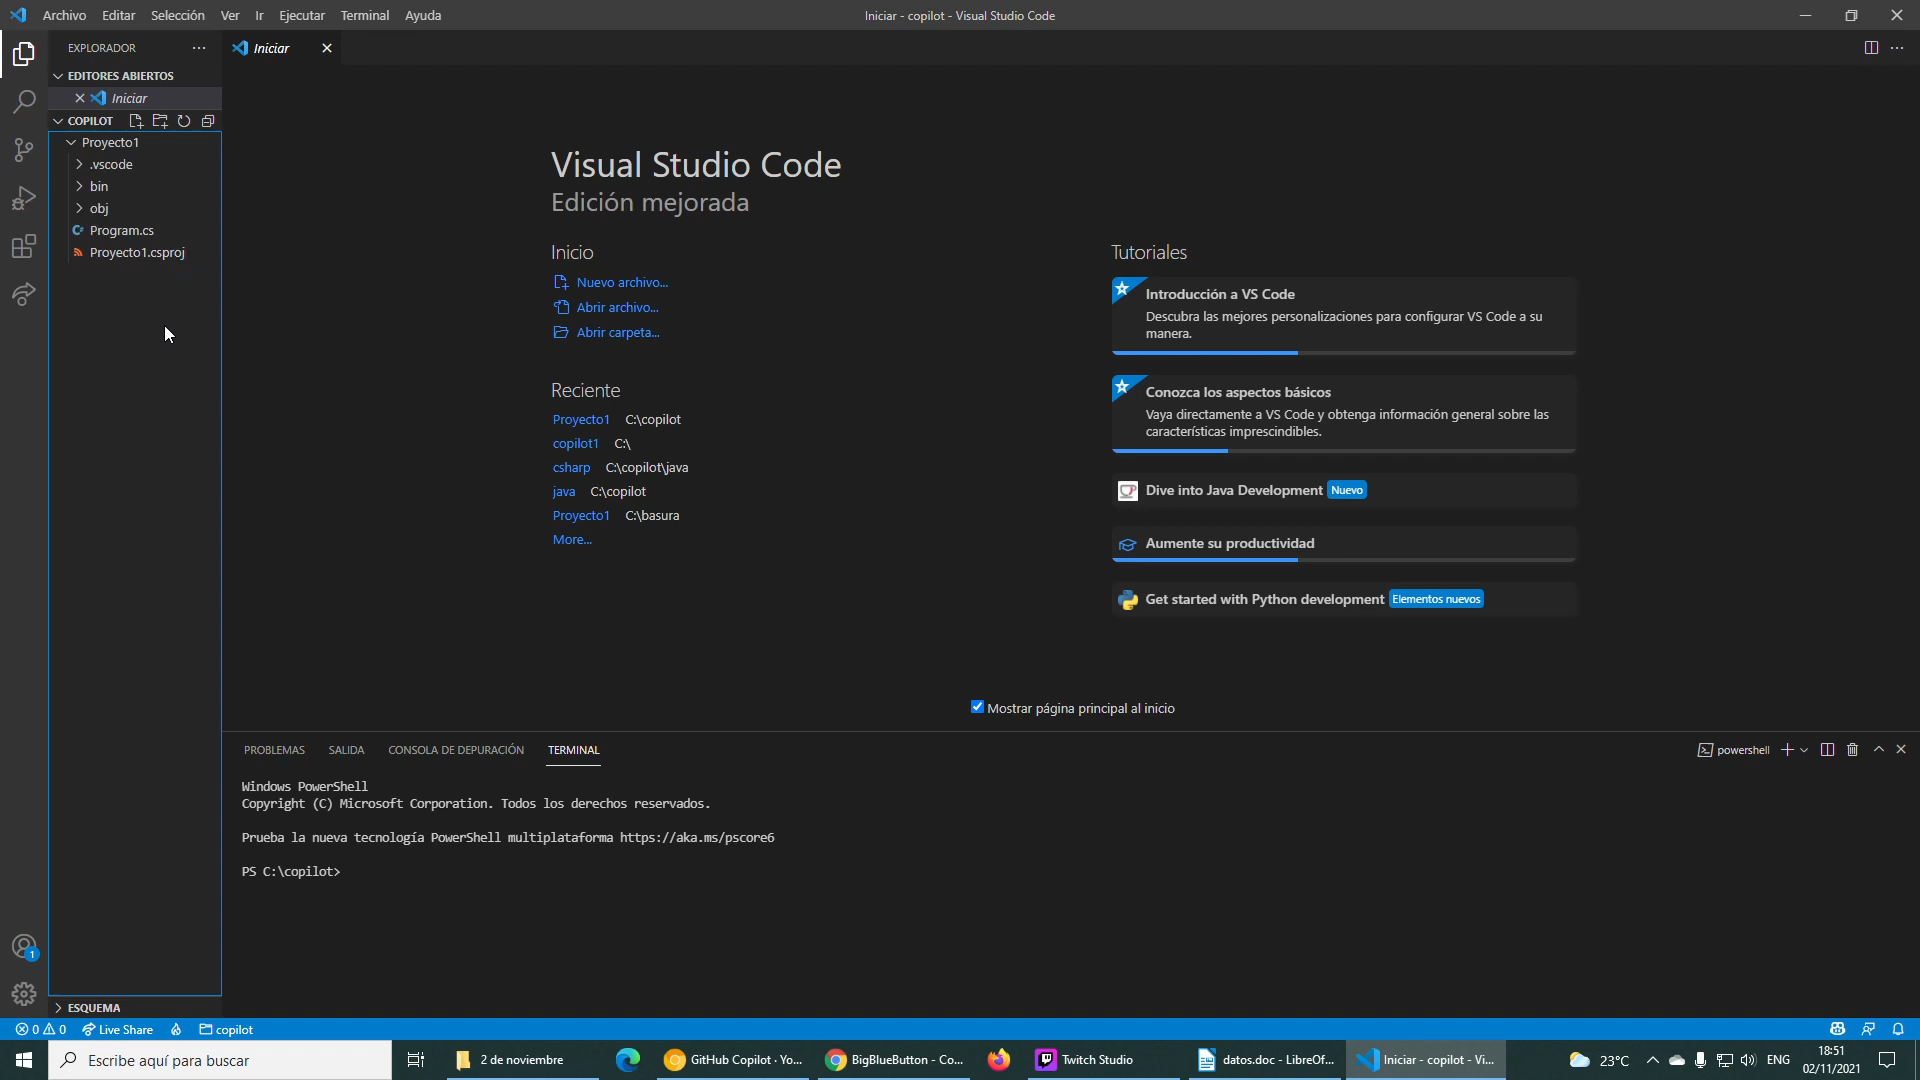 Archivo Editar Selección Ver Ir Ejecutar Terminal Ayuda
Iniciar - copilot - Visual Studio Code
EXPLORADOR
Iniciar
EDITORES ABIERTOS
Iniciar
COPILOT
Proyecto1
.vscode
bin
obj
Program.cs
Proyecto1.csproj
ESQUEMA
Visual Studio Code
Edición mejorada
Inicio
Nuevo archivo...
Abrir archivo...
Abrir carpeta...
Reciente
Proyecto1 C:\copilot
copilot1 C:\
csharp C:\copilot\java
java C:\copilot
Proyecto1 C:\basura
More...
Tutoriales
Introducción a VS Code
Descubra las mejores personalizaciones para configurar VS Code a su
manera.
Conozca los aspectos básicos
Vaya directamente a VS Code y obtenga información general sobre las
características imprescindibles.
Dive into Java Development Nuevo
Aumente su productividad
Get started with Python development Elementos nuevos
Mostrar página principal al inicio
PROBLEMAS SALIDA CONSOLA DE DEPURACIÓN TERMINAL
powershell
Windows PowerShell
Copyright (C) Microsoft Corporation. Todos los derechos reservados.
Prueba la nueva tecnología PowerShell multiplataforma https://aka.ms/pscore6
PS C:\copilot>
1
0 0 Live Share copilot
Escribe aquí para buscar
2 de noviembre
GitHub Copilot · Yo...
BigBlueButton - Co...
Twitch Studio
datos.doc - LibreOf...
Iniciar - copilot - Vi...
23°C
ENG
18:51
02/11/2021